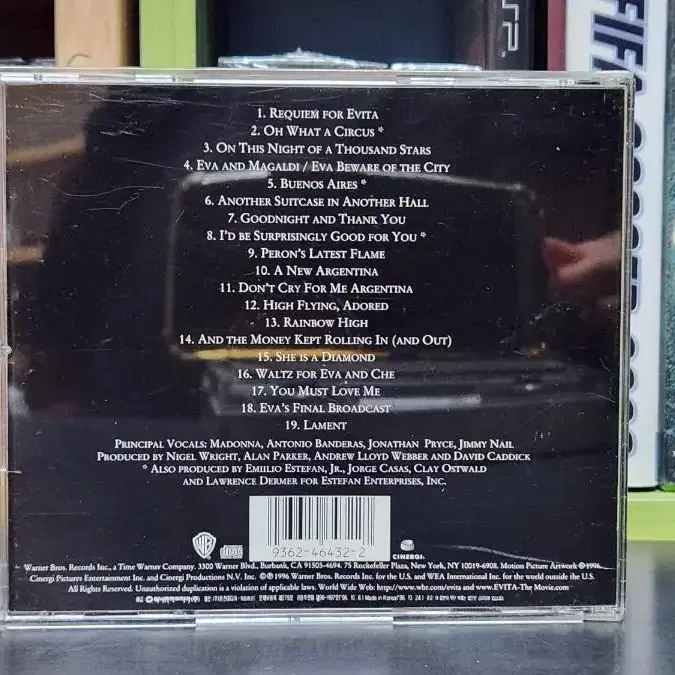 FIFA SOCCER
1. REQUIEM FOR EVITA
2. OH WHAT A CIRCUS *
3. ON THIS NIGHT OF A THOUSAND STARS
4. EVA AND MAGALDI / EVA BEWARE OF THE CITY
5. BUENOS AIRES *
6. ANOTHER SUITCASE IN ANOTHER HALL
7. GOODNIGHT AND THANK YOU
8. I'D BE SURPRISINGLY GOOD FOR YOU *
9. PERON'S LATEST FLAME
10. A NEW ARGENTINA
11. DON'T CRY FOR ME ARGENTINA
12. HIGH FLYING, ADORED
13. RAINBOW HIGH
14. AND THE MONEY KEPT ROLLING IN (AND OUT)
15. SHE IS A DIAMOND
16. WALTZ FOR EVA AND CHE
17. YOU MUST LOVE ME
18. EVA'S FINAL BROADCAST
19. LAMENT
PRINCIPAL VOCALS: MADONNA, ANTONIO BANDERAS, JONATHAN PRYCE, JIMMY NAIL
PRODUCED BY NIGEL WRIGHT, ALAN PARKER, ANDREW LLOYD WEBBER AND DAVID CADDICK
* ALSO PRODUCED BY EMILIO ESTEFAN, JR., JORGE CASAS, CLAY OSTWALD
AND LAWRENCE DERMER FOR ESTEFAN ENTERPRISES, INC.
9362-46432-2
CINERGI
Warner Bros. Records Inc., a Time Warner Company. 3300 Warner Blvd., Burbank, CA 91505-4694. 75 Rockefeller Plaza, New York, NY 10019-6908. Motion Picture Artwork © 1996
Cinergi Pictures Entertainment Inc. and Cinergi Productions N.V. Inc. ©℗ 1996 Warner Bros. Records Inc. for the U.S. and WEA International Inc. for the world outside the U.S.
All Rights Reserved. Unauthorized duplication is a violation of applicable laws. World Wide Web: http://www.wbr.com/evita and www.EVITA-The Movie.com